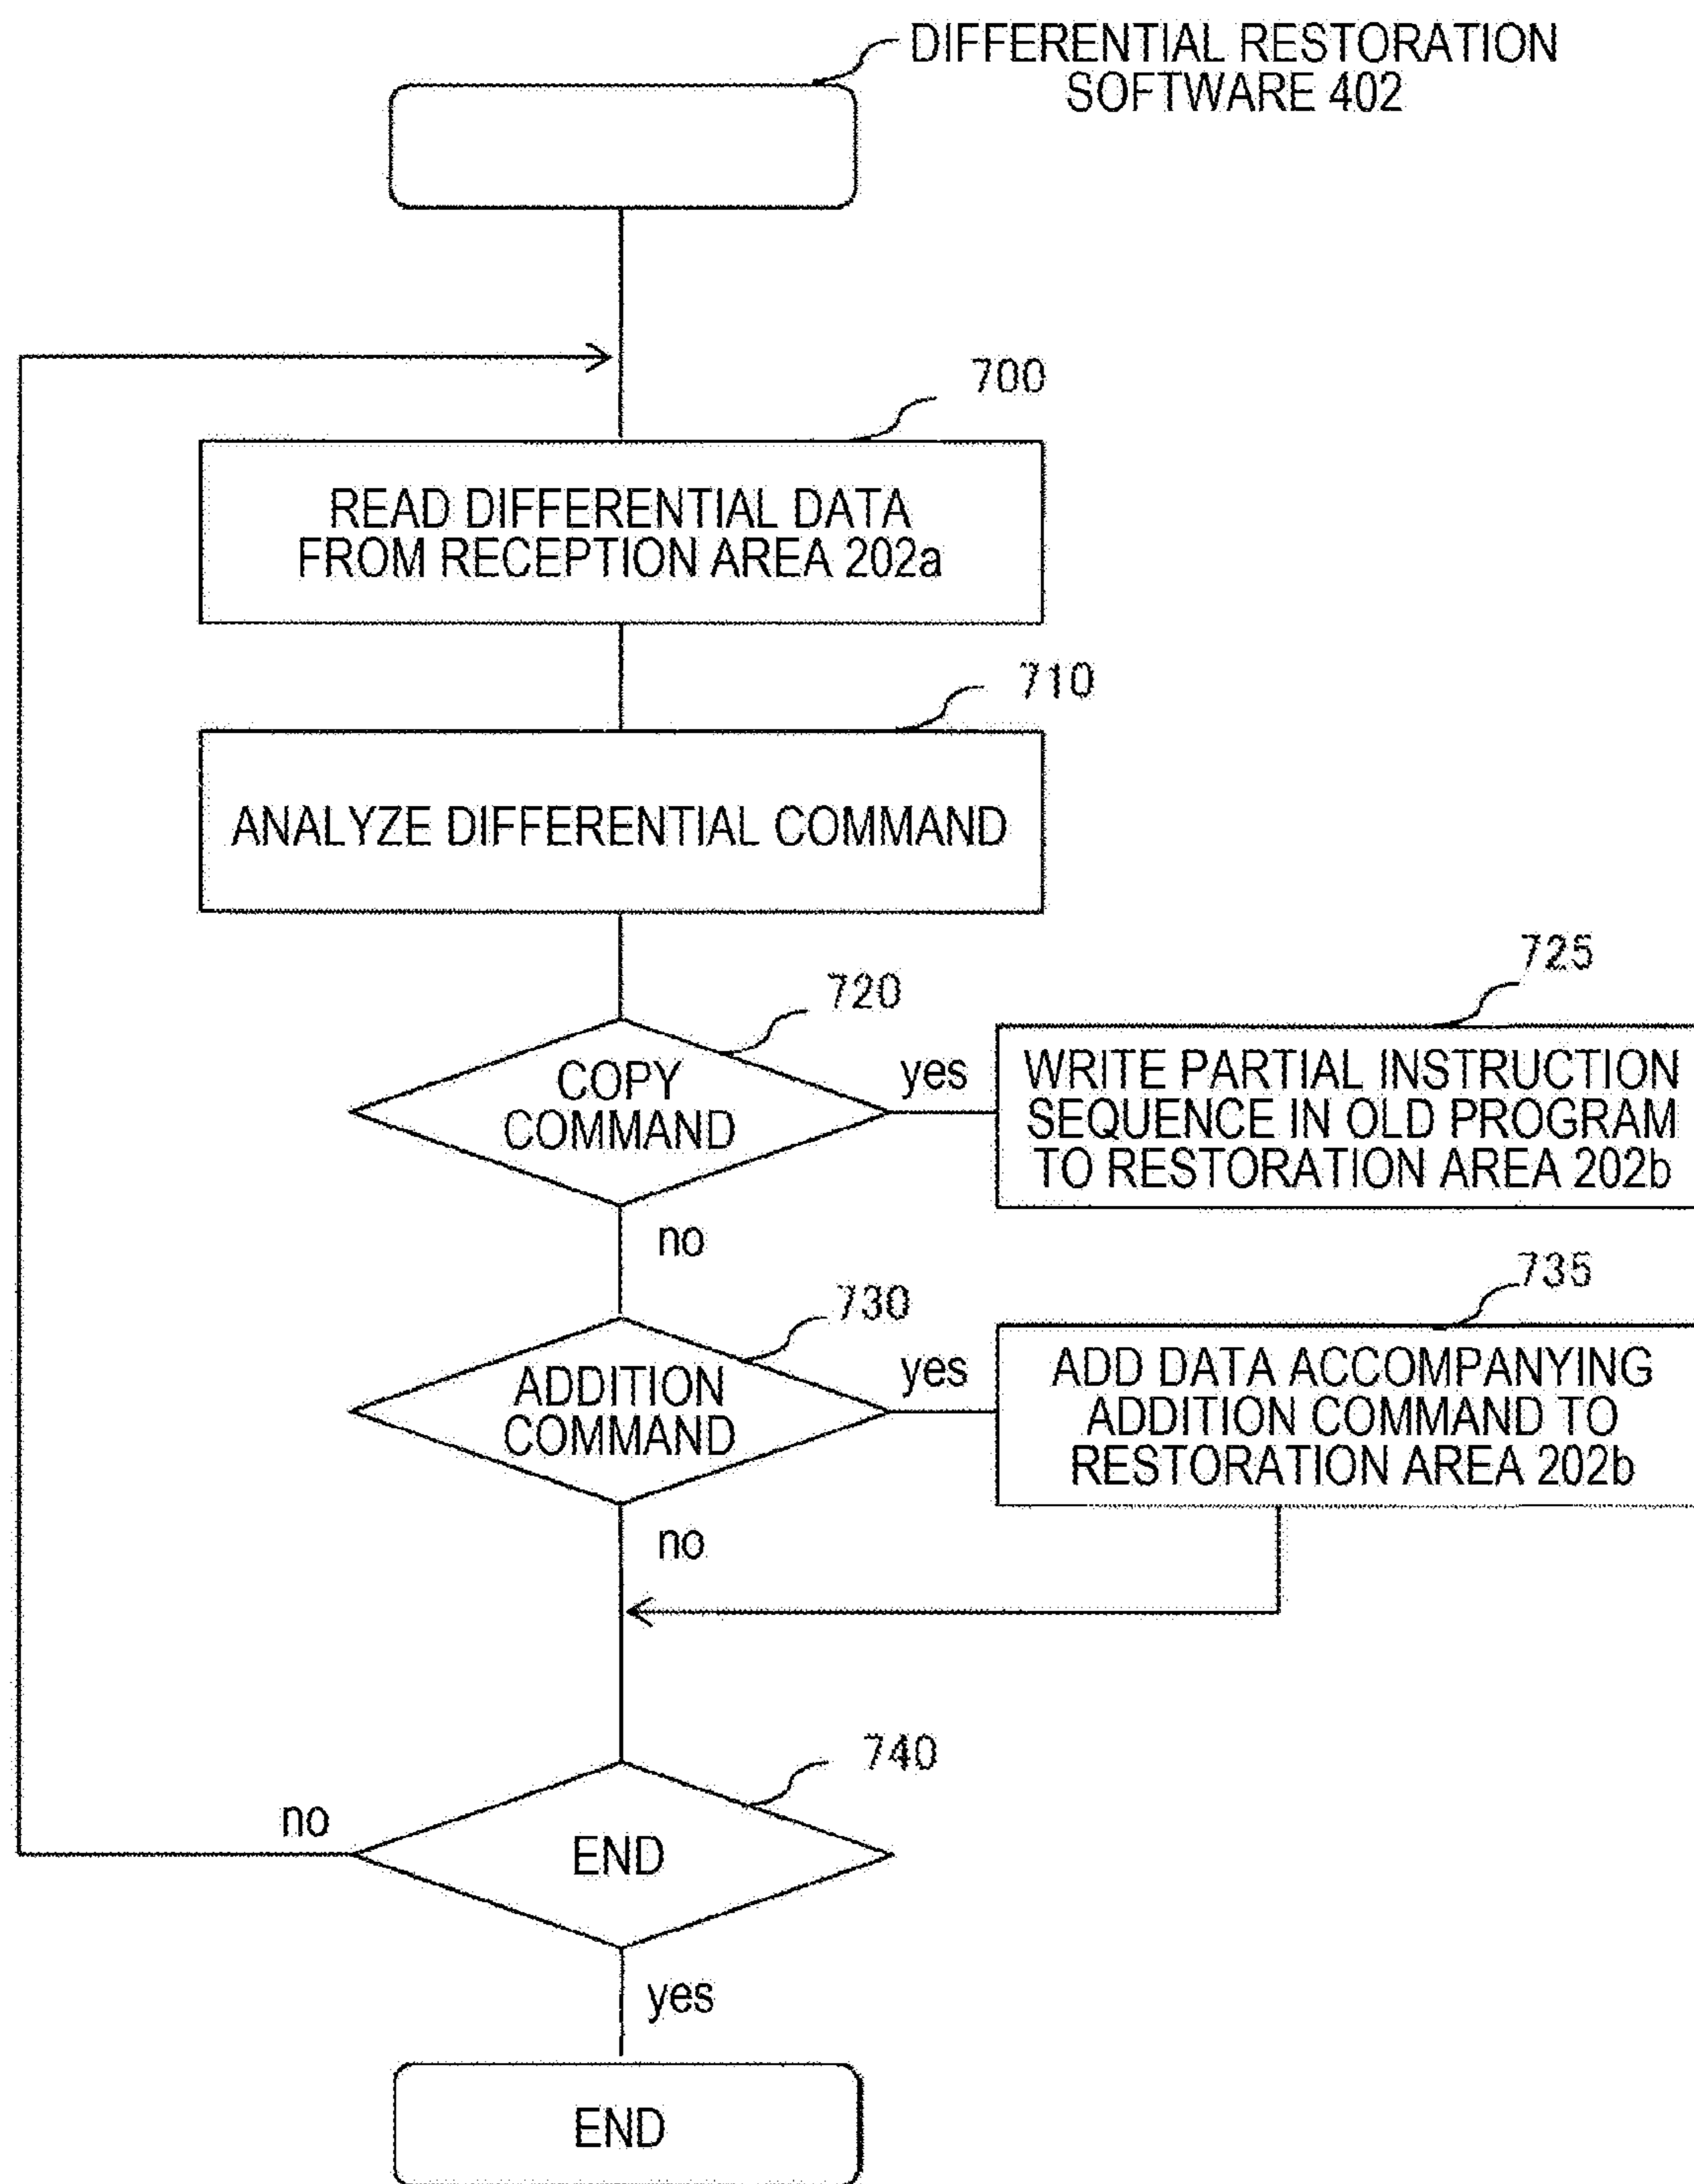 DIFFERENTIAL RESTORATION
SOFTWARE 402
700
READ DIFFERENTIAL DATA
FROM RECEPTION AREA 202a
710
ANALYZE DIFFERENTIAL COMMAND
720
COPY
COMMAND
yes
725
WRITE PARTIAL INSTRUCTION
SEQUENCE IN OLD PROGRAM
TO RESTORATION AREA 202b
no
730
ADDITION
COMMAND
yes
735
ADD DATA ACCOMPANYING
ADDITION COMMAND TO
RESTORATION AREA 202b
no
740
no
END
yes
END